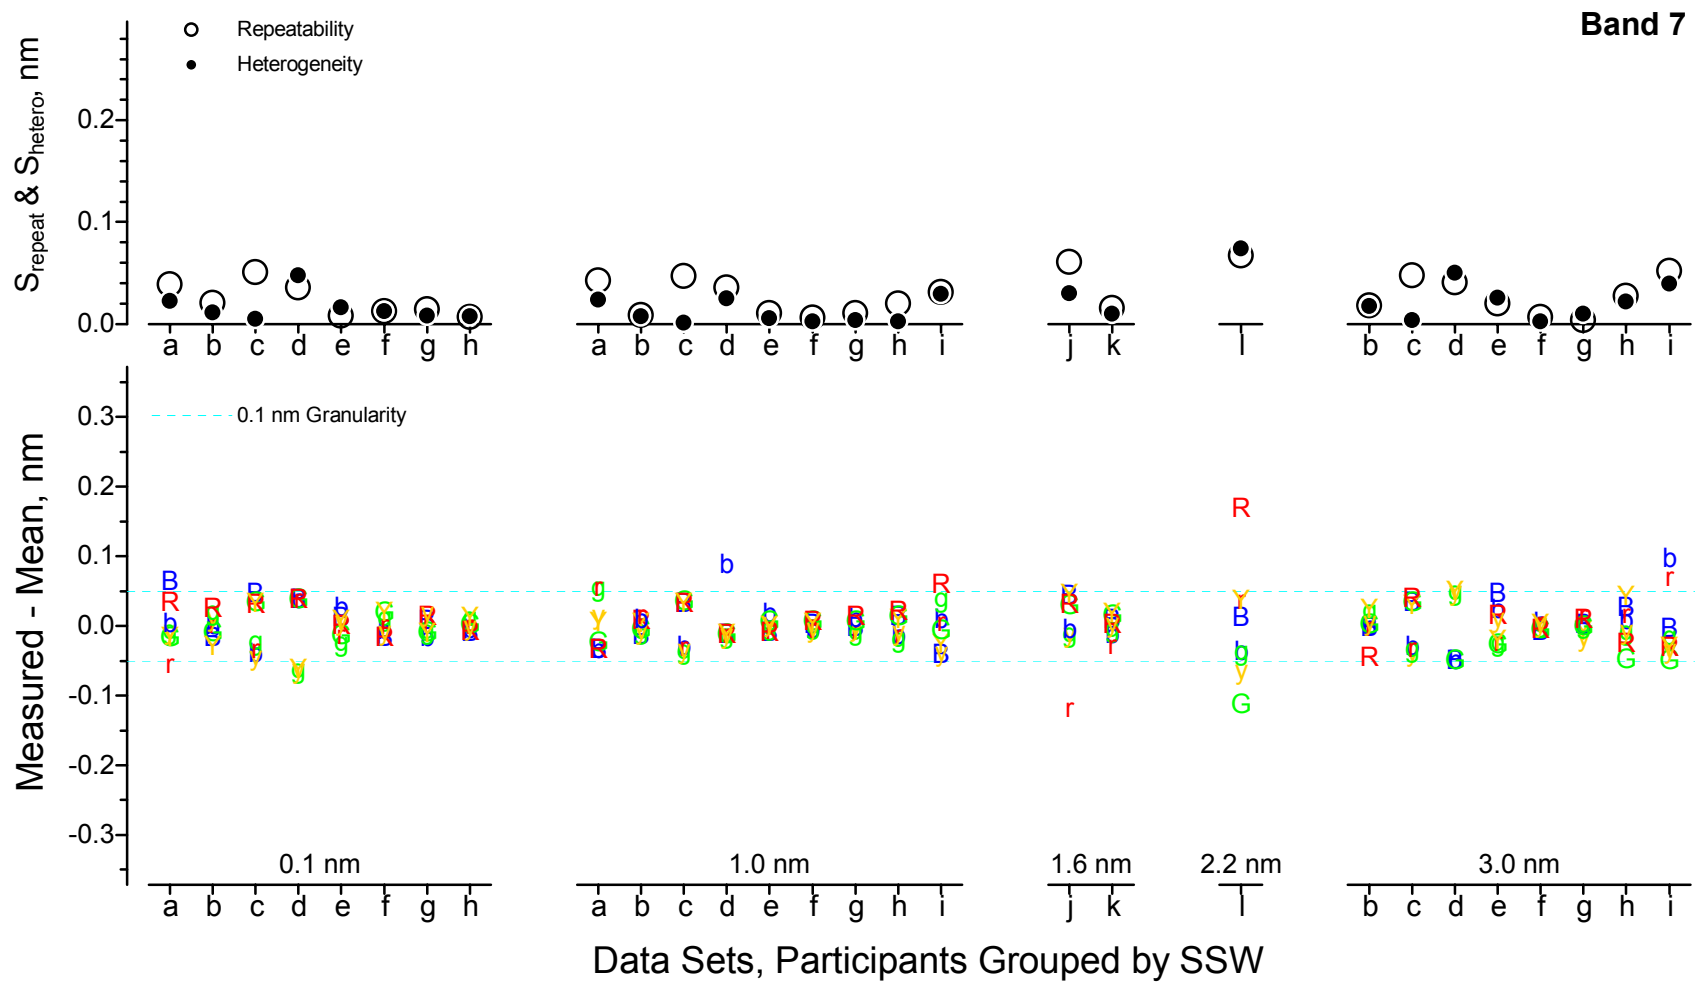 Band 7
Repeatability
Heterogeneity
S_repeat & S_hetero, nm
0.2
0.1
0.0
a b c d e f g h a b c d e f g h i j k l b c d e f g h i
0.1 nm Granularity
Measured - Mean, nm
0.3
0.2
0.1
0.0
-0.1
-0.2
-0.3
0.1 nm 1.0 nm 1.6 nm 2.2 nm 3.0 nm
a b c d e f g h a b c d e f g h i j k l b c d e f g h i
Data Sets, Participants Grouped by SSW